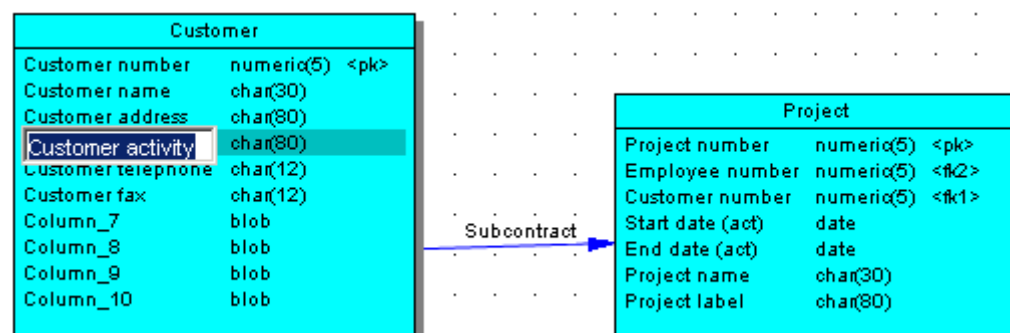 Customer
Customer number numeric(5) <pk>
Customer name char(30)
Customer address char(80)
Customer activity char(80)
Customer telephone char(12)
Customer fax char(12)
Column_7 blob
Column_8 blob
Column_9 blob
Column_10 blob
Subcontract
Project
Project number numeric(5) <pk>
Employee number numeric(5) <fk2>
Customer number numeric(5) <fk1>
Start date (act) date
End date (act) date
Project name char(30)
Project label char(80)